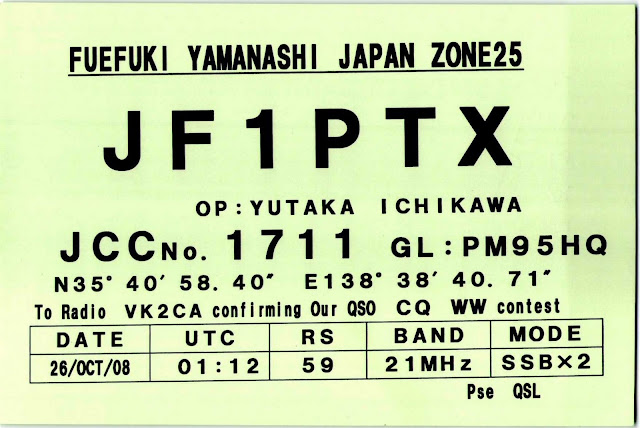 FUEFUKI YAMANASHI JAPAN ZONE25
JF1PTX
OP:YUTAKA ICHIKAWA
JCCNo. 1711 GL:PM95HQ
N35° 40′ 58. 40″ E138° 38′ 40. 71″
To Radio VK2CA confirming Our QSO CQ WW contest
DATE UTC RS BAND MODE
26/OCT/08 01:12 59 21MHz SSB×2
Pse QSL